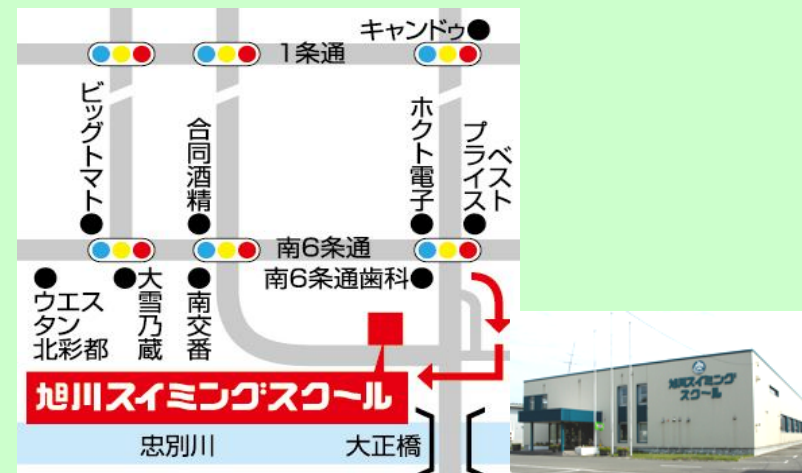 キャンドゥ
1条通
ビッグトマト
合同酒精
ホクト電子
ベスト
プライス
南6条通
南6条通歯科
ウエス
タン
北彩都
大雪乃蔵
南交番
旭川スイミングスクール
忠別川
大正橋
旭川スイミング
スクール